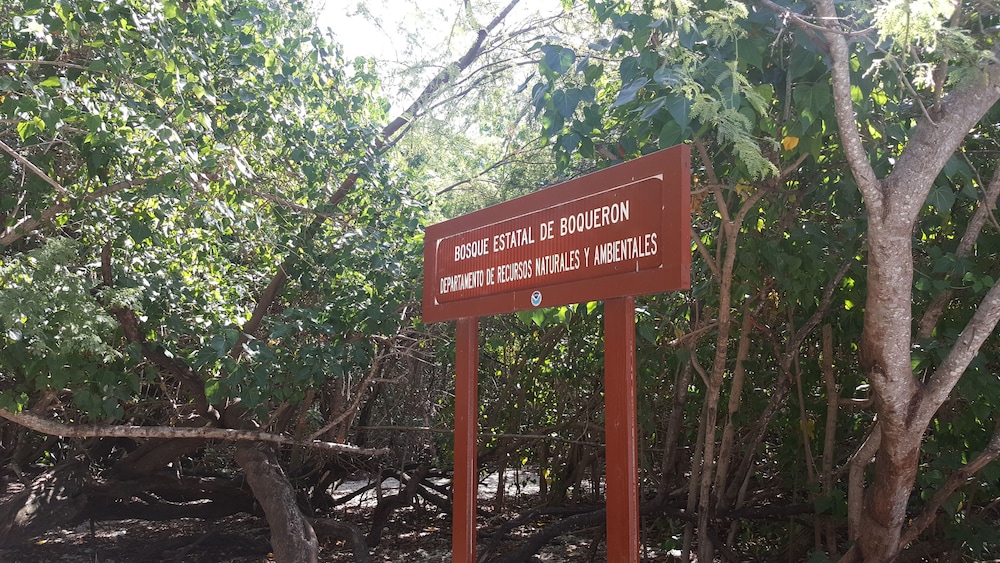 BOSQUE ESTATAL DE BOQUERON
DEPARTAMENTO DE RECURSOS NATURALES Y AMBIENTALES